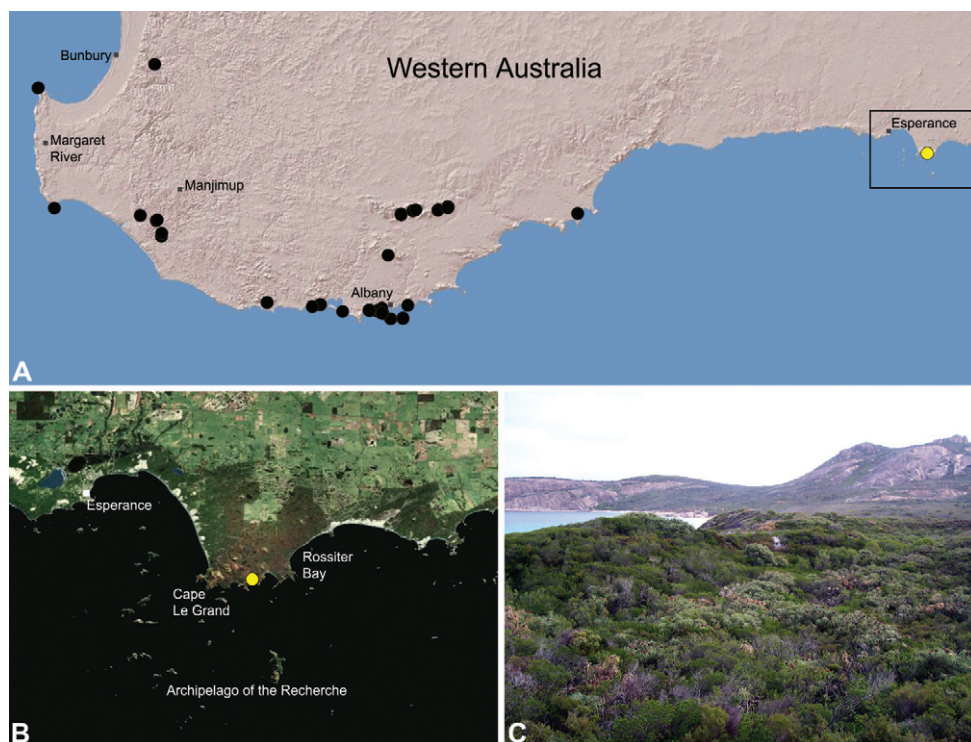 Western Australia
Bunbury
Margaret
River
Manjimup
Albany
Esperance
A
Esperance
Rossiter
Bay
Cape
Le Grand
Archipelago of the Recherche
B
C